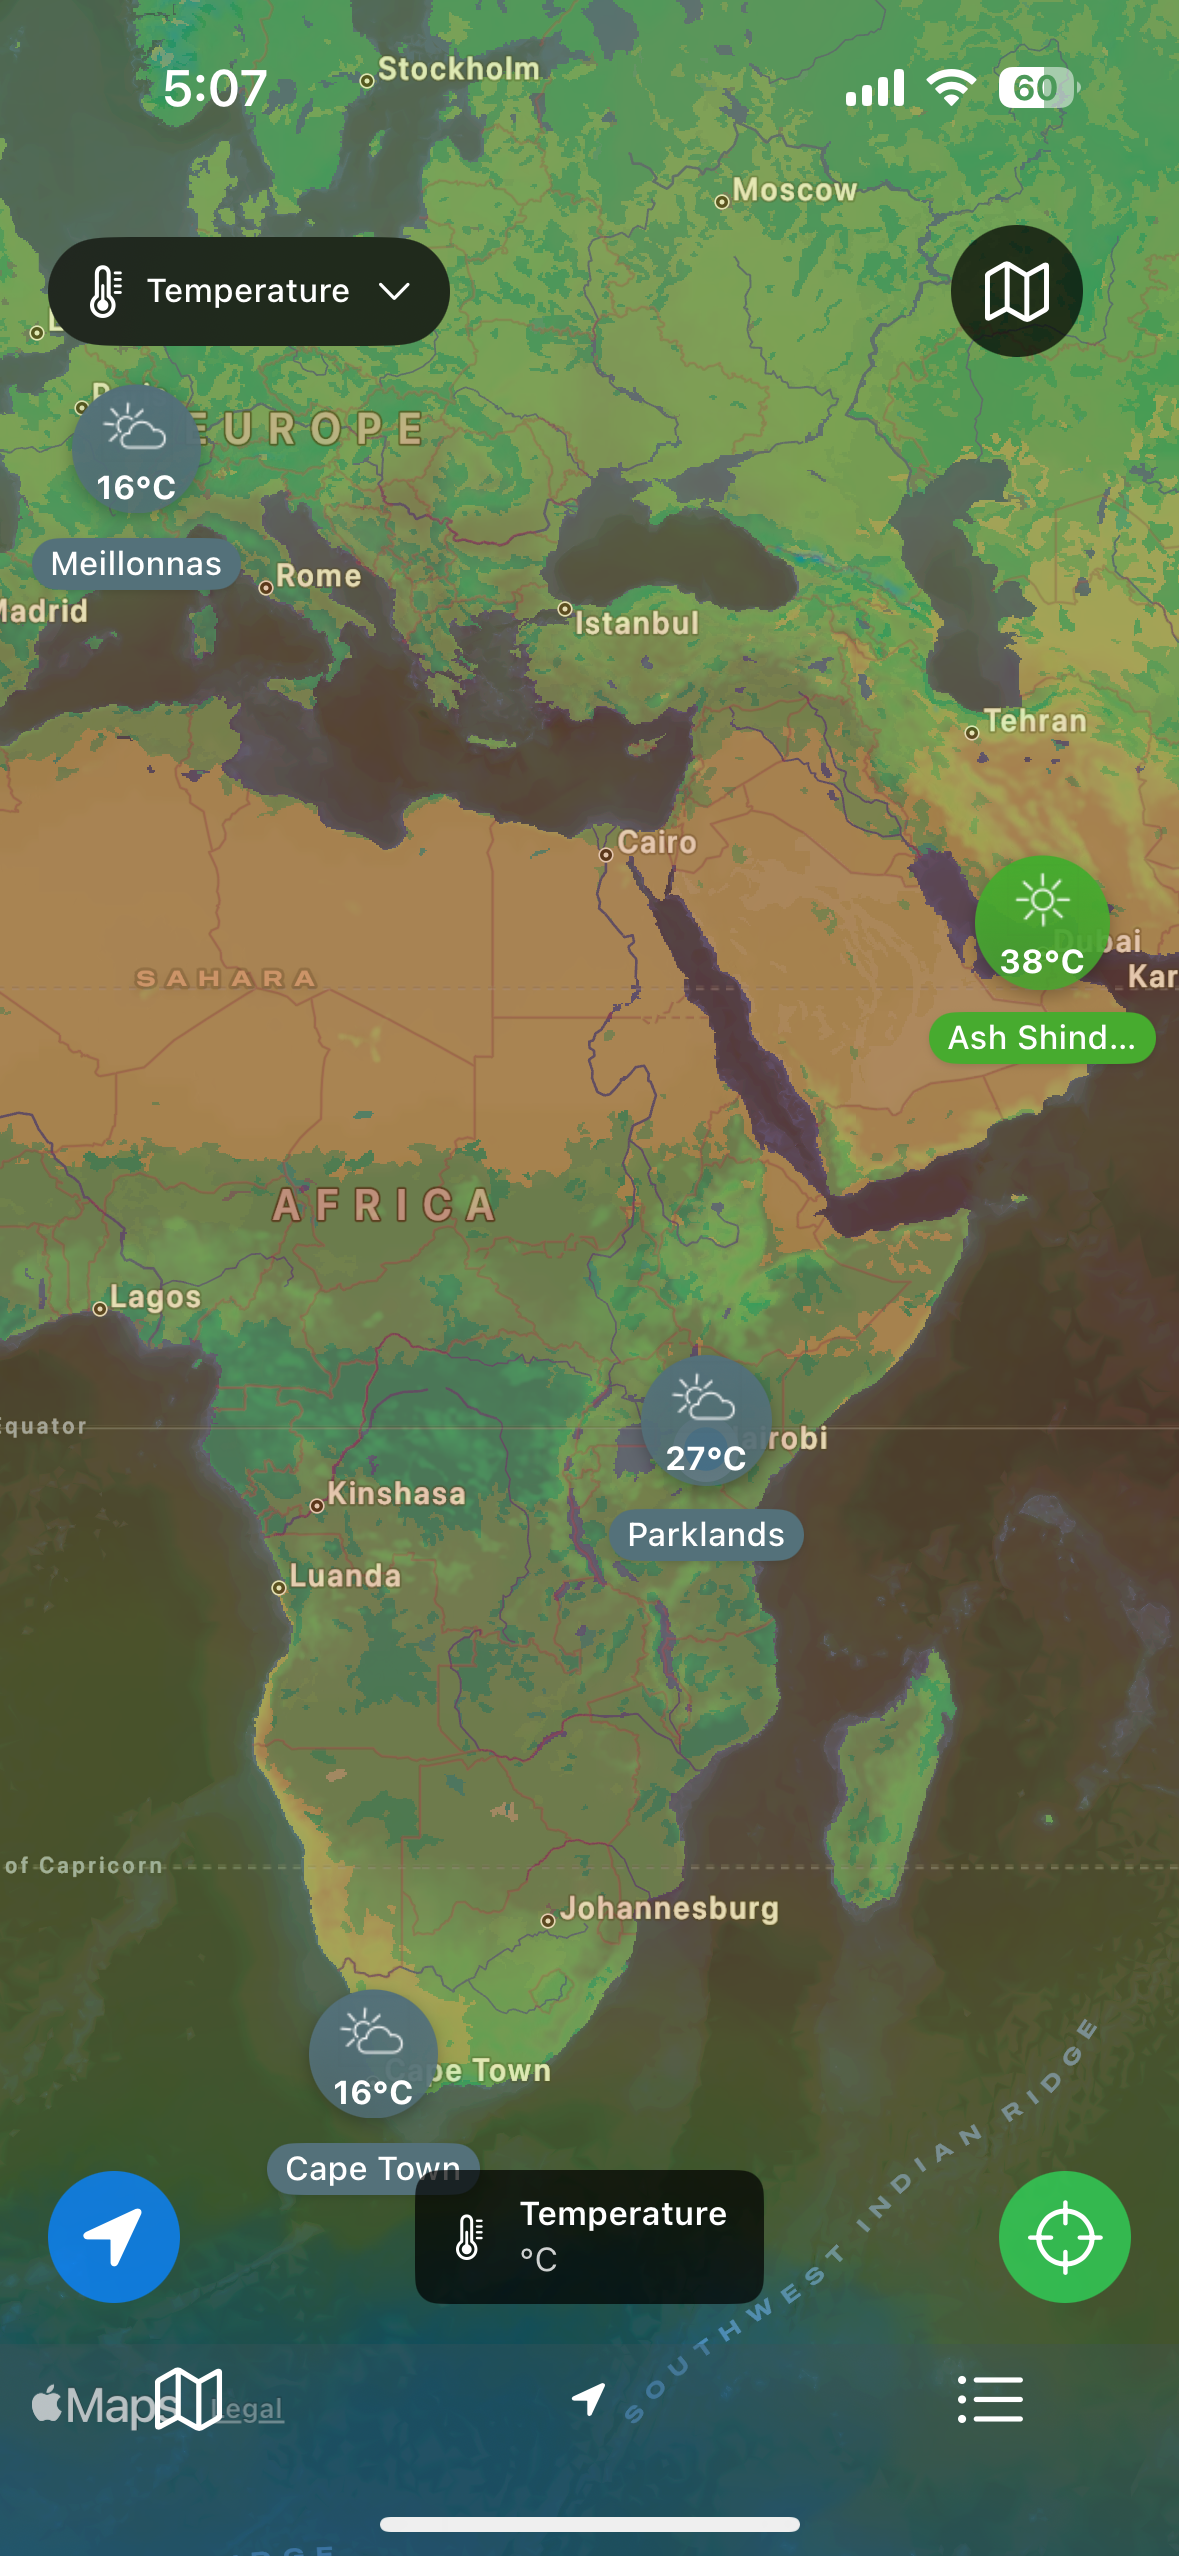 Stockholm
5:07
60
Moscow
Temperature
EUROPE
16°C
Meillonnas
Rome
Madrid
Istanbul
Tehran
Cairo
38°C
Kar
SAHARA
Ash Shind...
AFRICA
Lagos
Equator
27°C
Kinshasa
Parklands
Luanda
of Capricorn
Johannesburg
Cape Town
16°C
Cape Town
Temperature
°C
SOUTHWEST INDIAN RIDGE
Maps
Legal